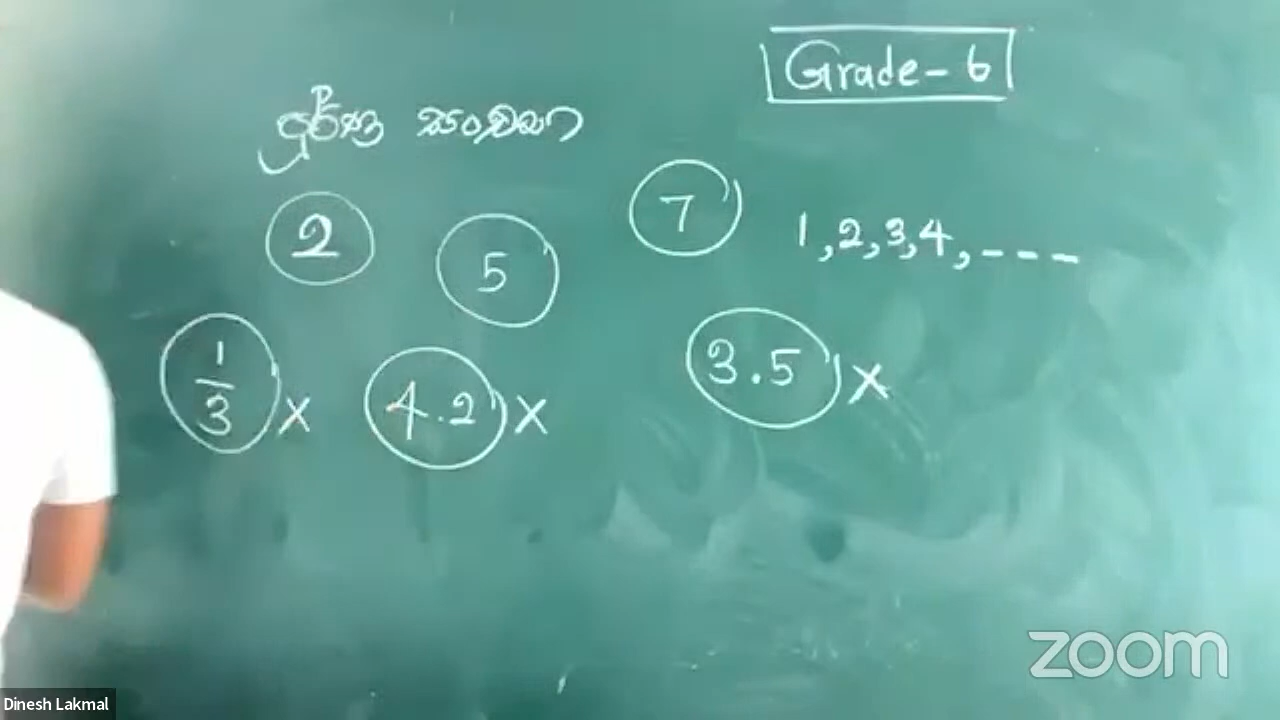 Grade-6
පූර්ණ සංඛ්‍යා
2
5
7
1,2,3,4,---
1/3 x
4.2 x
3.5 x
zoom
Dinesh Lakmal